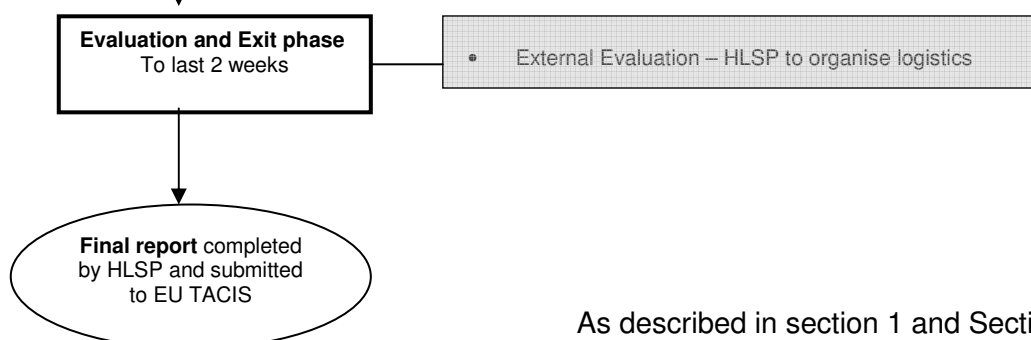 Evaluation and Exit phase
To last 2 weeks
• External Evaluation – HLSP to organise logistics
Final report completed
by HLSP and submitted
to EU TACIS
As described in section 1 and